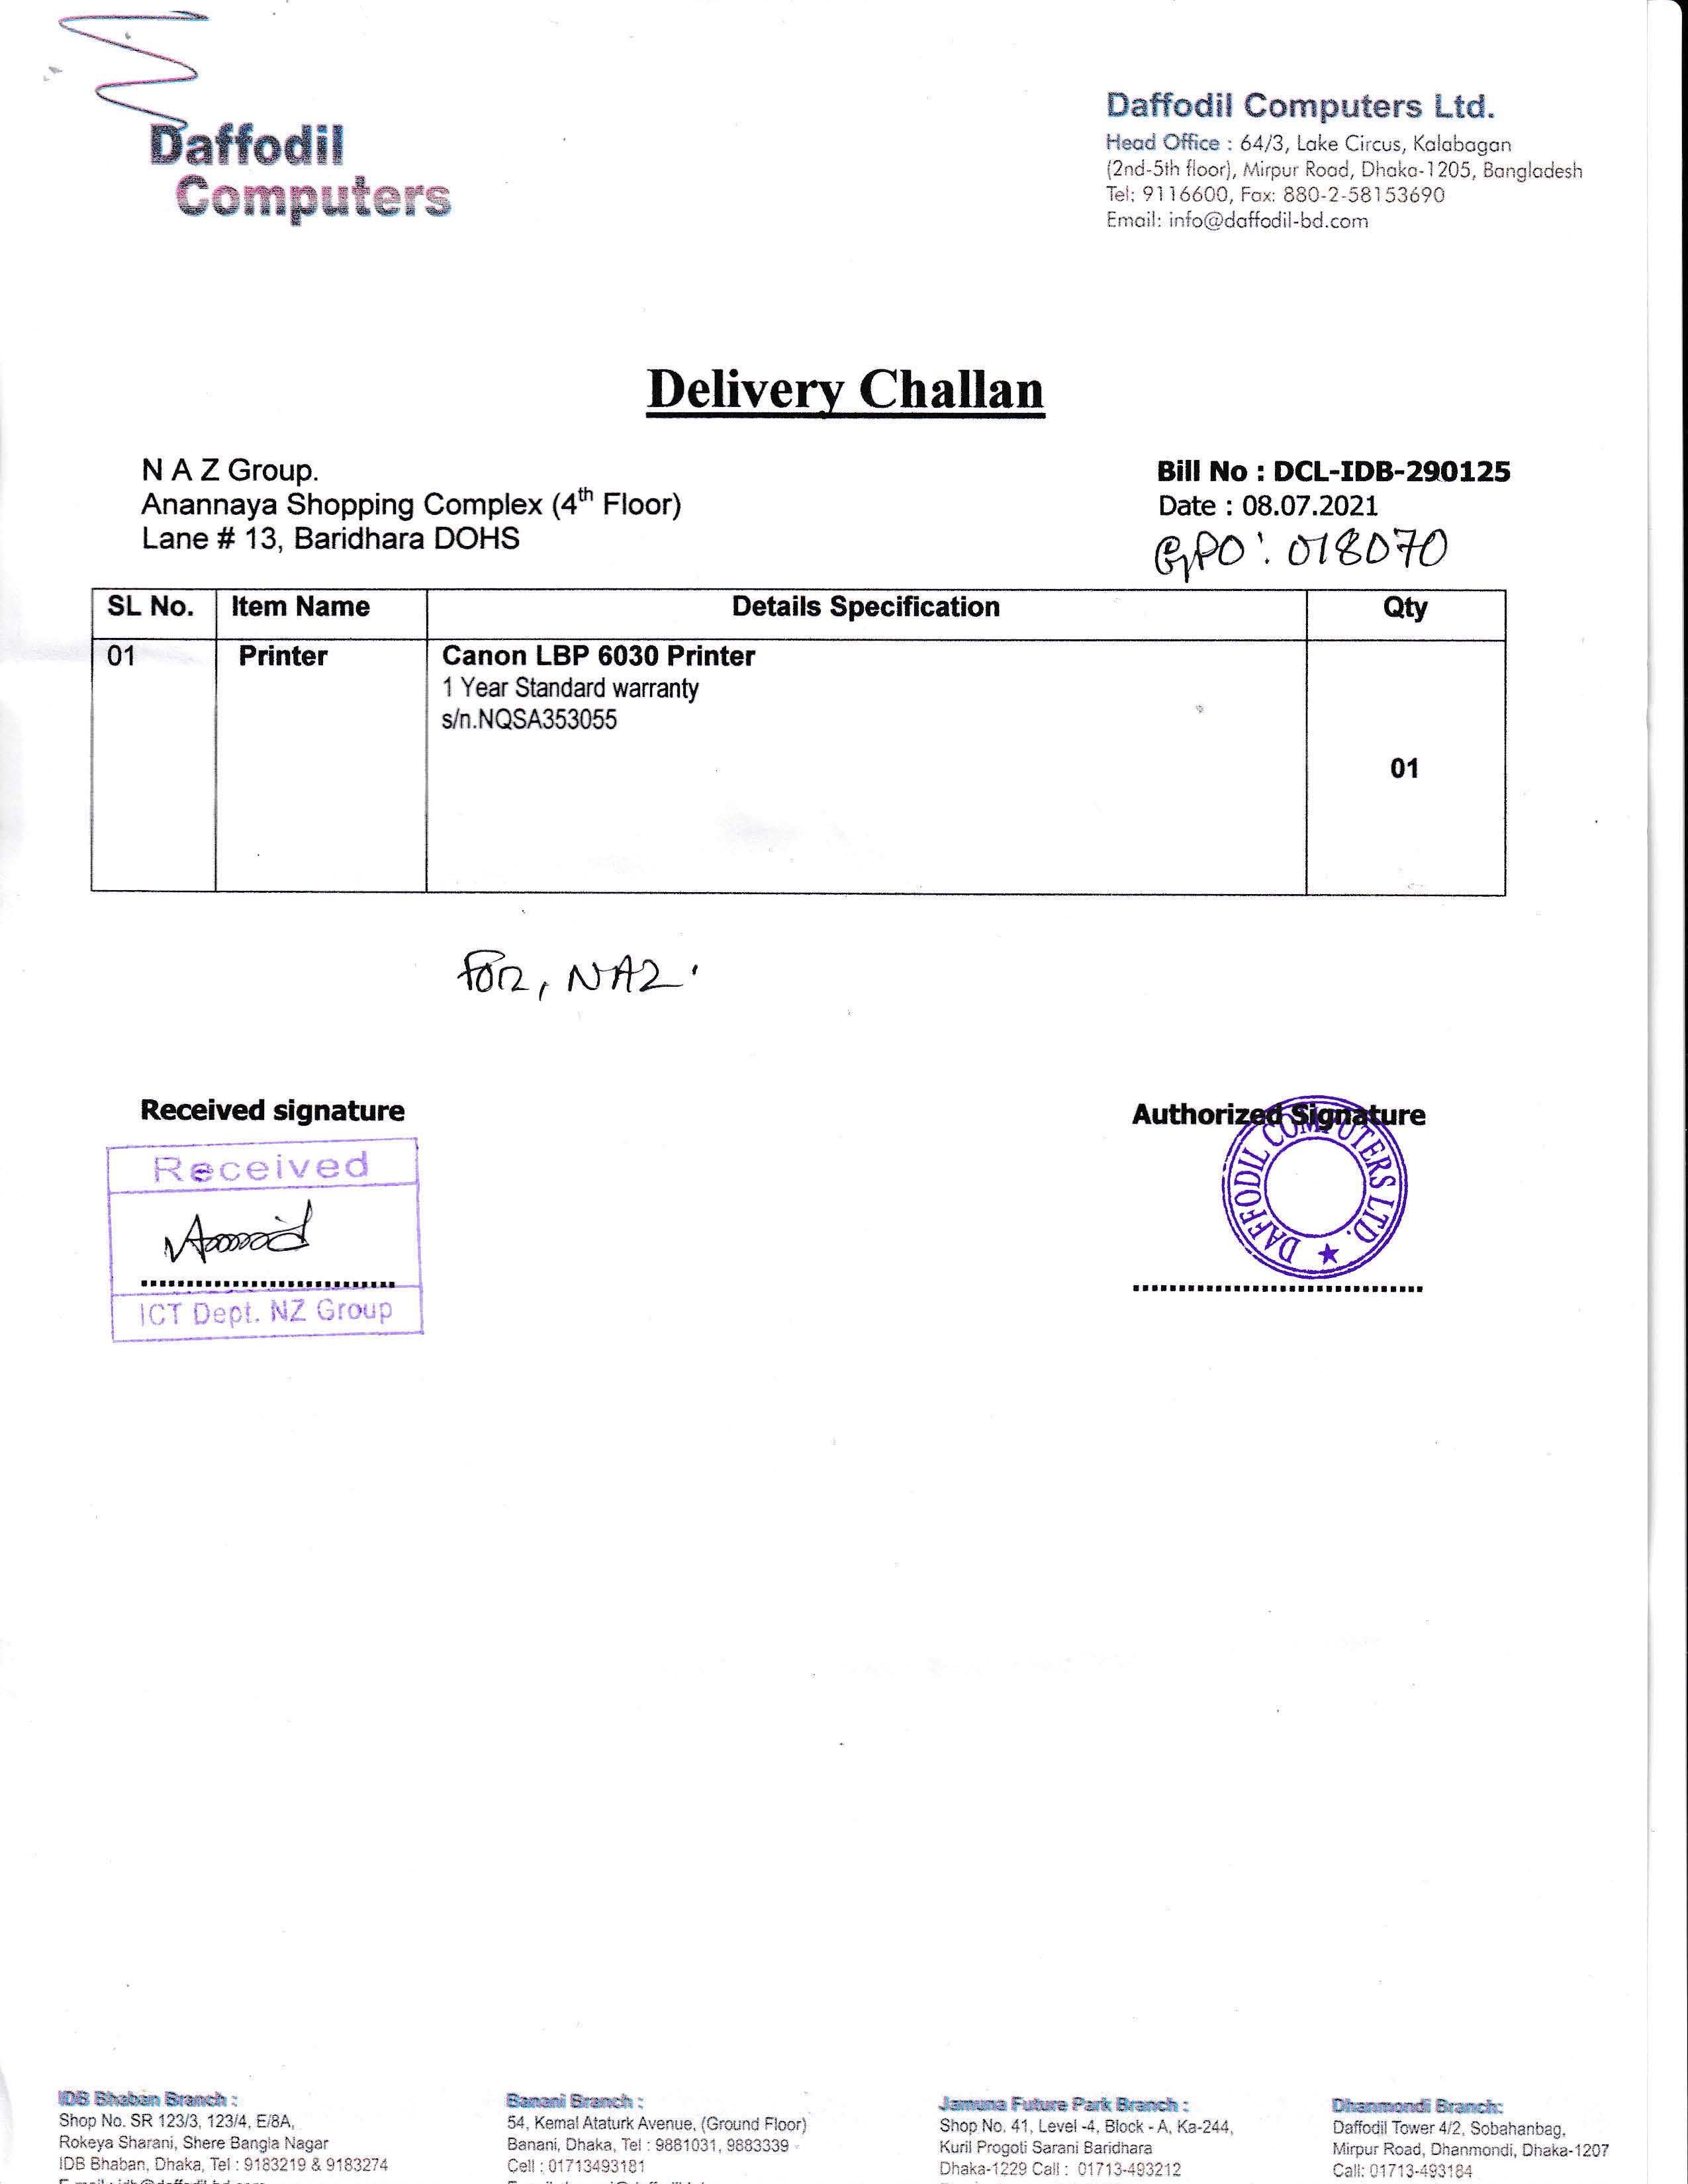 Daffodil
Computers
Daffodil Computers Ltd.
Head Office : 64/3, Lake Circus, Kalabagan
(2nd-5th floor), Mirpur Road, Dhaka-1205, Bangladesh
Tel: 9116600, Fax: 880-2-58153690
Email: info@daffodil-bd.com
Delivery Challan
N A Z Group.
Anannaya Shopping Complex (4th Floor)
Lane # 13, Baridhara DOHS
Bill No : DCL-IDB-290125
Date : 08.07.2021
GPO: 018070
SL No. Item Name Details Specification Qty
01 Printer Canon LBP 6030 Printer
1 Year Standard warranty
s/n.NQSA353055
01
For, NAZ.
Received signature
Authorized Signature
Received
ICT Dept. NZ Group
DAFFODIL COMPUTERS LTD.
IDB Bhaban Branch :
Shop No. SR 123/3, 123/4, E/8A,
Rokeya Sharani, Shere Bangla Nagar
IDB Bhaban, Dhaka, Tel : 9183219 & 9183274
Banani Branch :
54, Kemal Ataturk Avenue, (Ground Floor)
Banani, Dhaka, Tel : 9881031, 9883339
Cell : 01713493181
Jamuna Future Park Branch :
Shop No. 41, Level -4, Block - A, Ka-244,
Kuril Progoti Sarani Baridhara
Dhaka-1229 Call : 01713-493212
Dhanmondi Branch:
Daffodil Tower 4/2, Sobahanbag,
Mirpur Road, Dhanmondi, Dhaka-1207
Call: 01713-493184